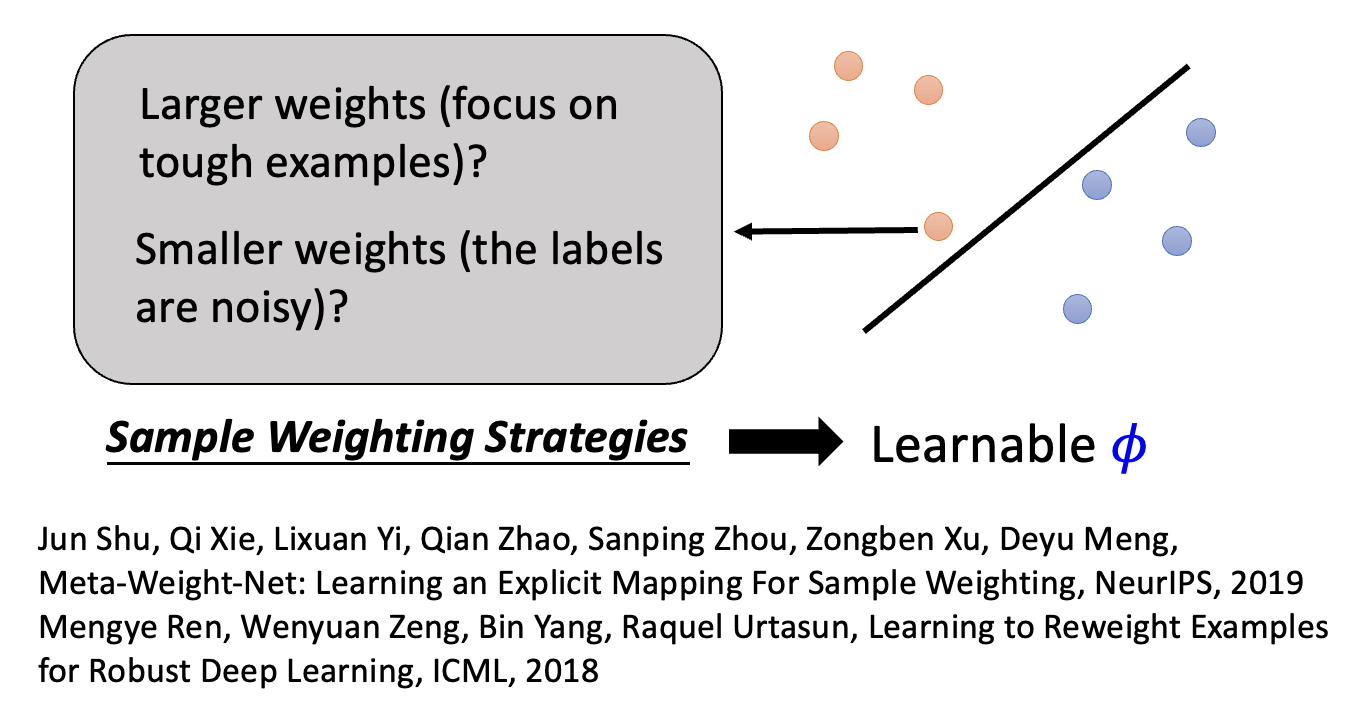 Larger weights (focus on
tough examples)?
Smaller weights (the labels
are noisy)?
Sample Weighting Strategies
Learnable ϕ
Jun Shu, Qi Xie, Lixuan Yi, Qian Zhao, Sanping Zhou, Zongben Xu, Deyu Meng,
Meta-Weight-Net: Learning an Explicit Mapping For Sample Weighting, NeurIPS, 2019
Mengye Ren, Wenyuan Zeng, Bin Yang, Raquel Urtasun, Learning to Reweight Examples
for Robust Deep Learning, ICML, 2018